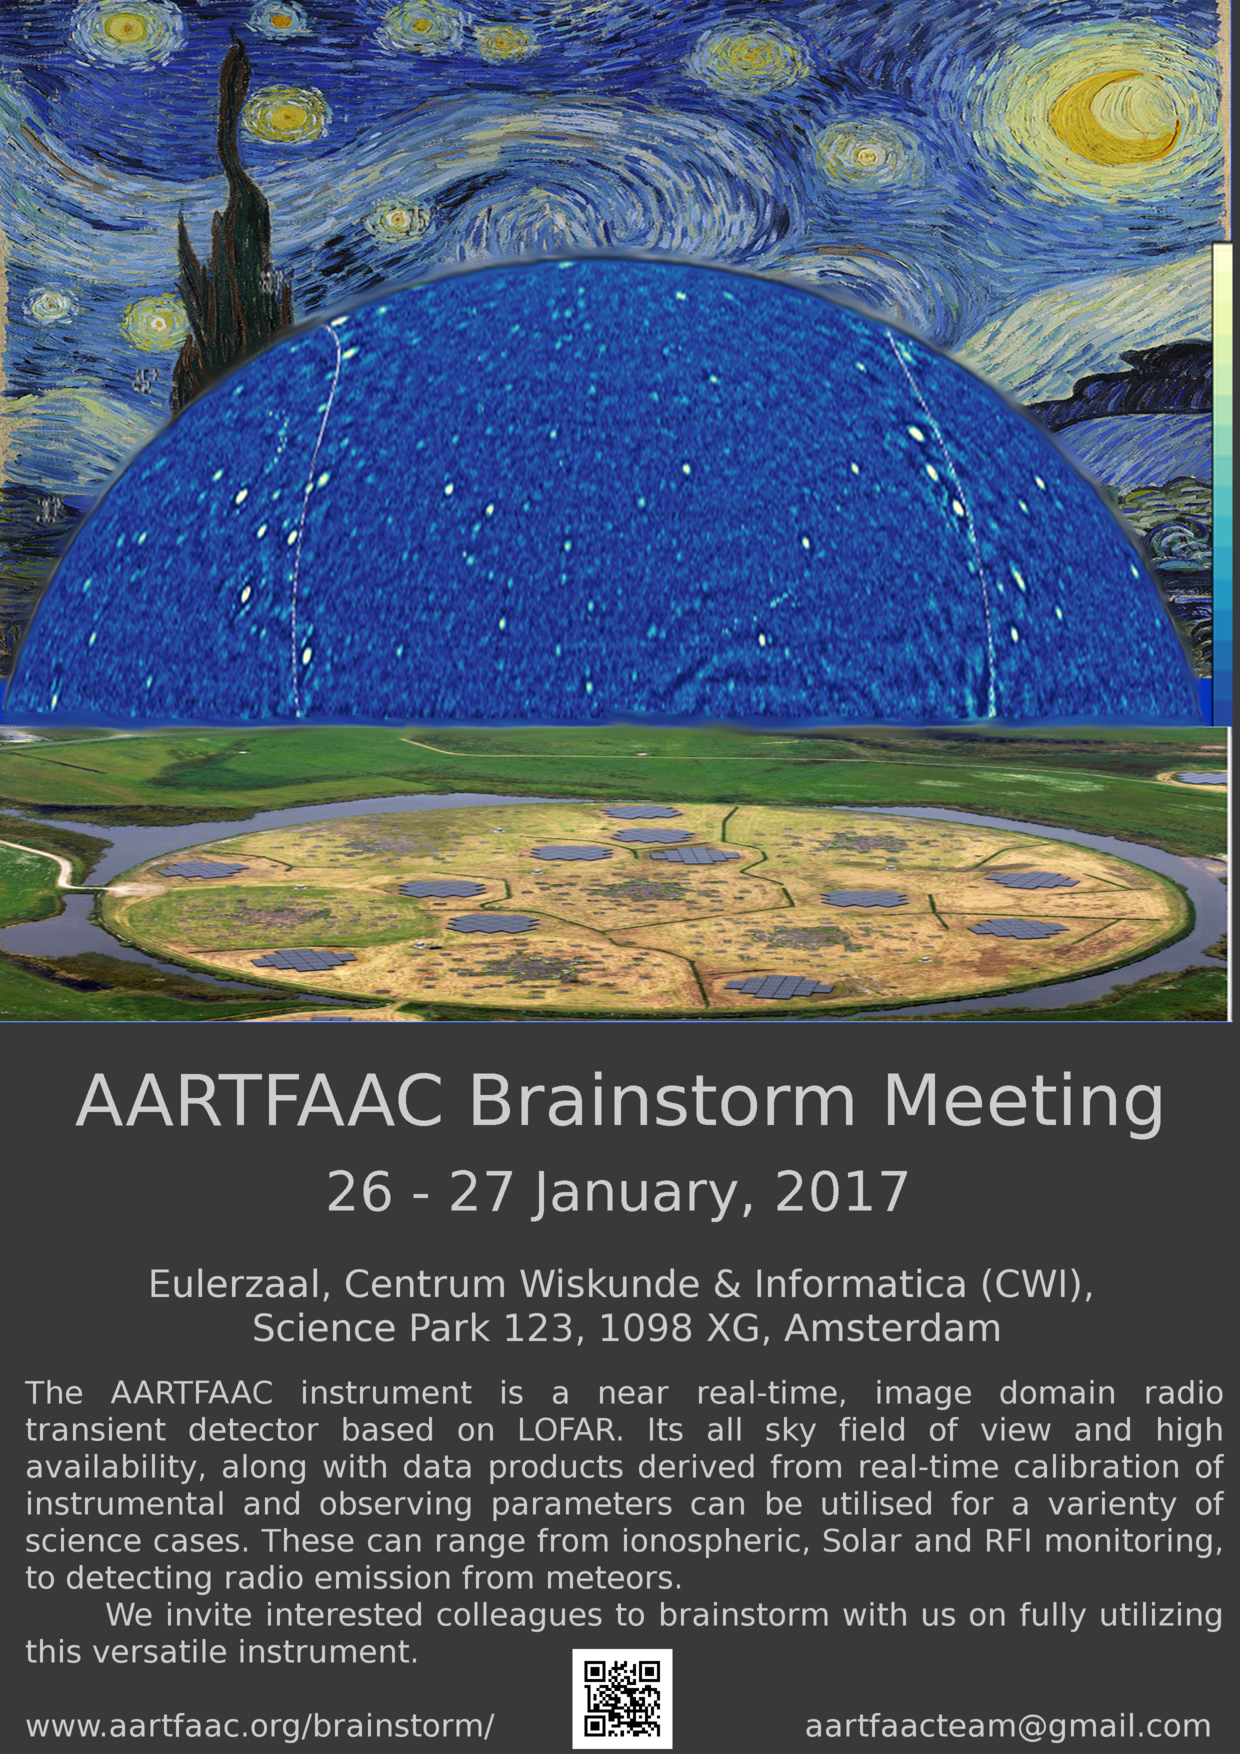 AARTFAAC Brainstorm Meeting
26 - 27 January, 2017
Eulerzaal, Centrum Wiskunde & Informatica (CWI),
Science Park 123, 1098 XG, Amsterdam
The AARTFAAC instrument is a near real-time, image domain radio
transient detector based on LOFAR. Its all sky field of view and high
availability, along with data products derived from real-time calibration of
instrumental and observing parameters can be utilised for a varienty of
science cases. These can range from ionospheric, Solar and RFI monitoring,
to detecting radio emission from meteors.
We invite interested colleagues to brainstorm with us on fully utilizing
this versatile instrument.
www.aartfaac.org/brainstorm/
aartfaacteam@gmail.com